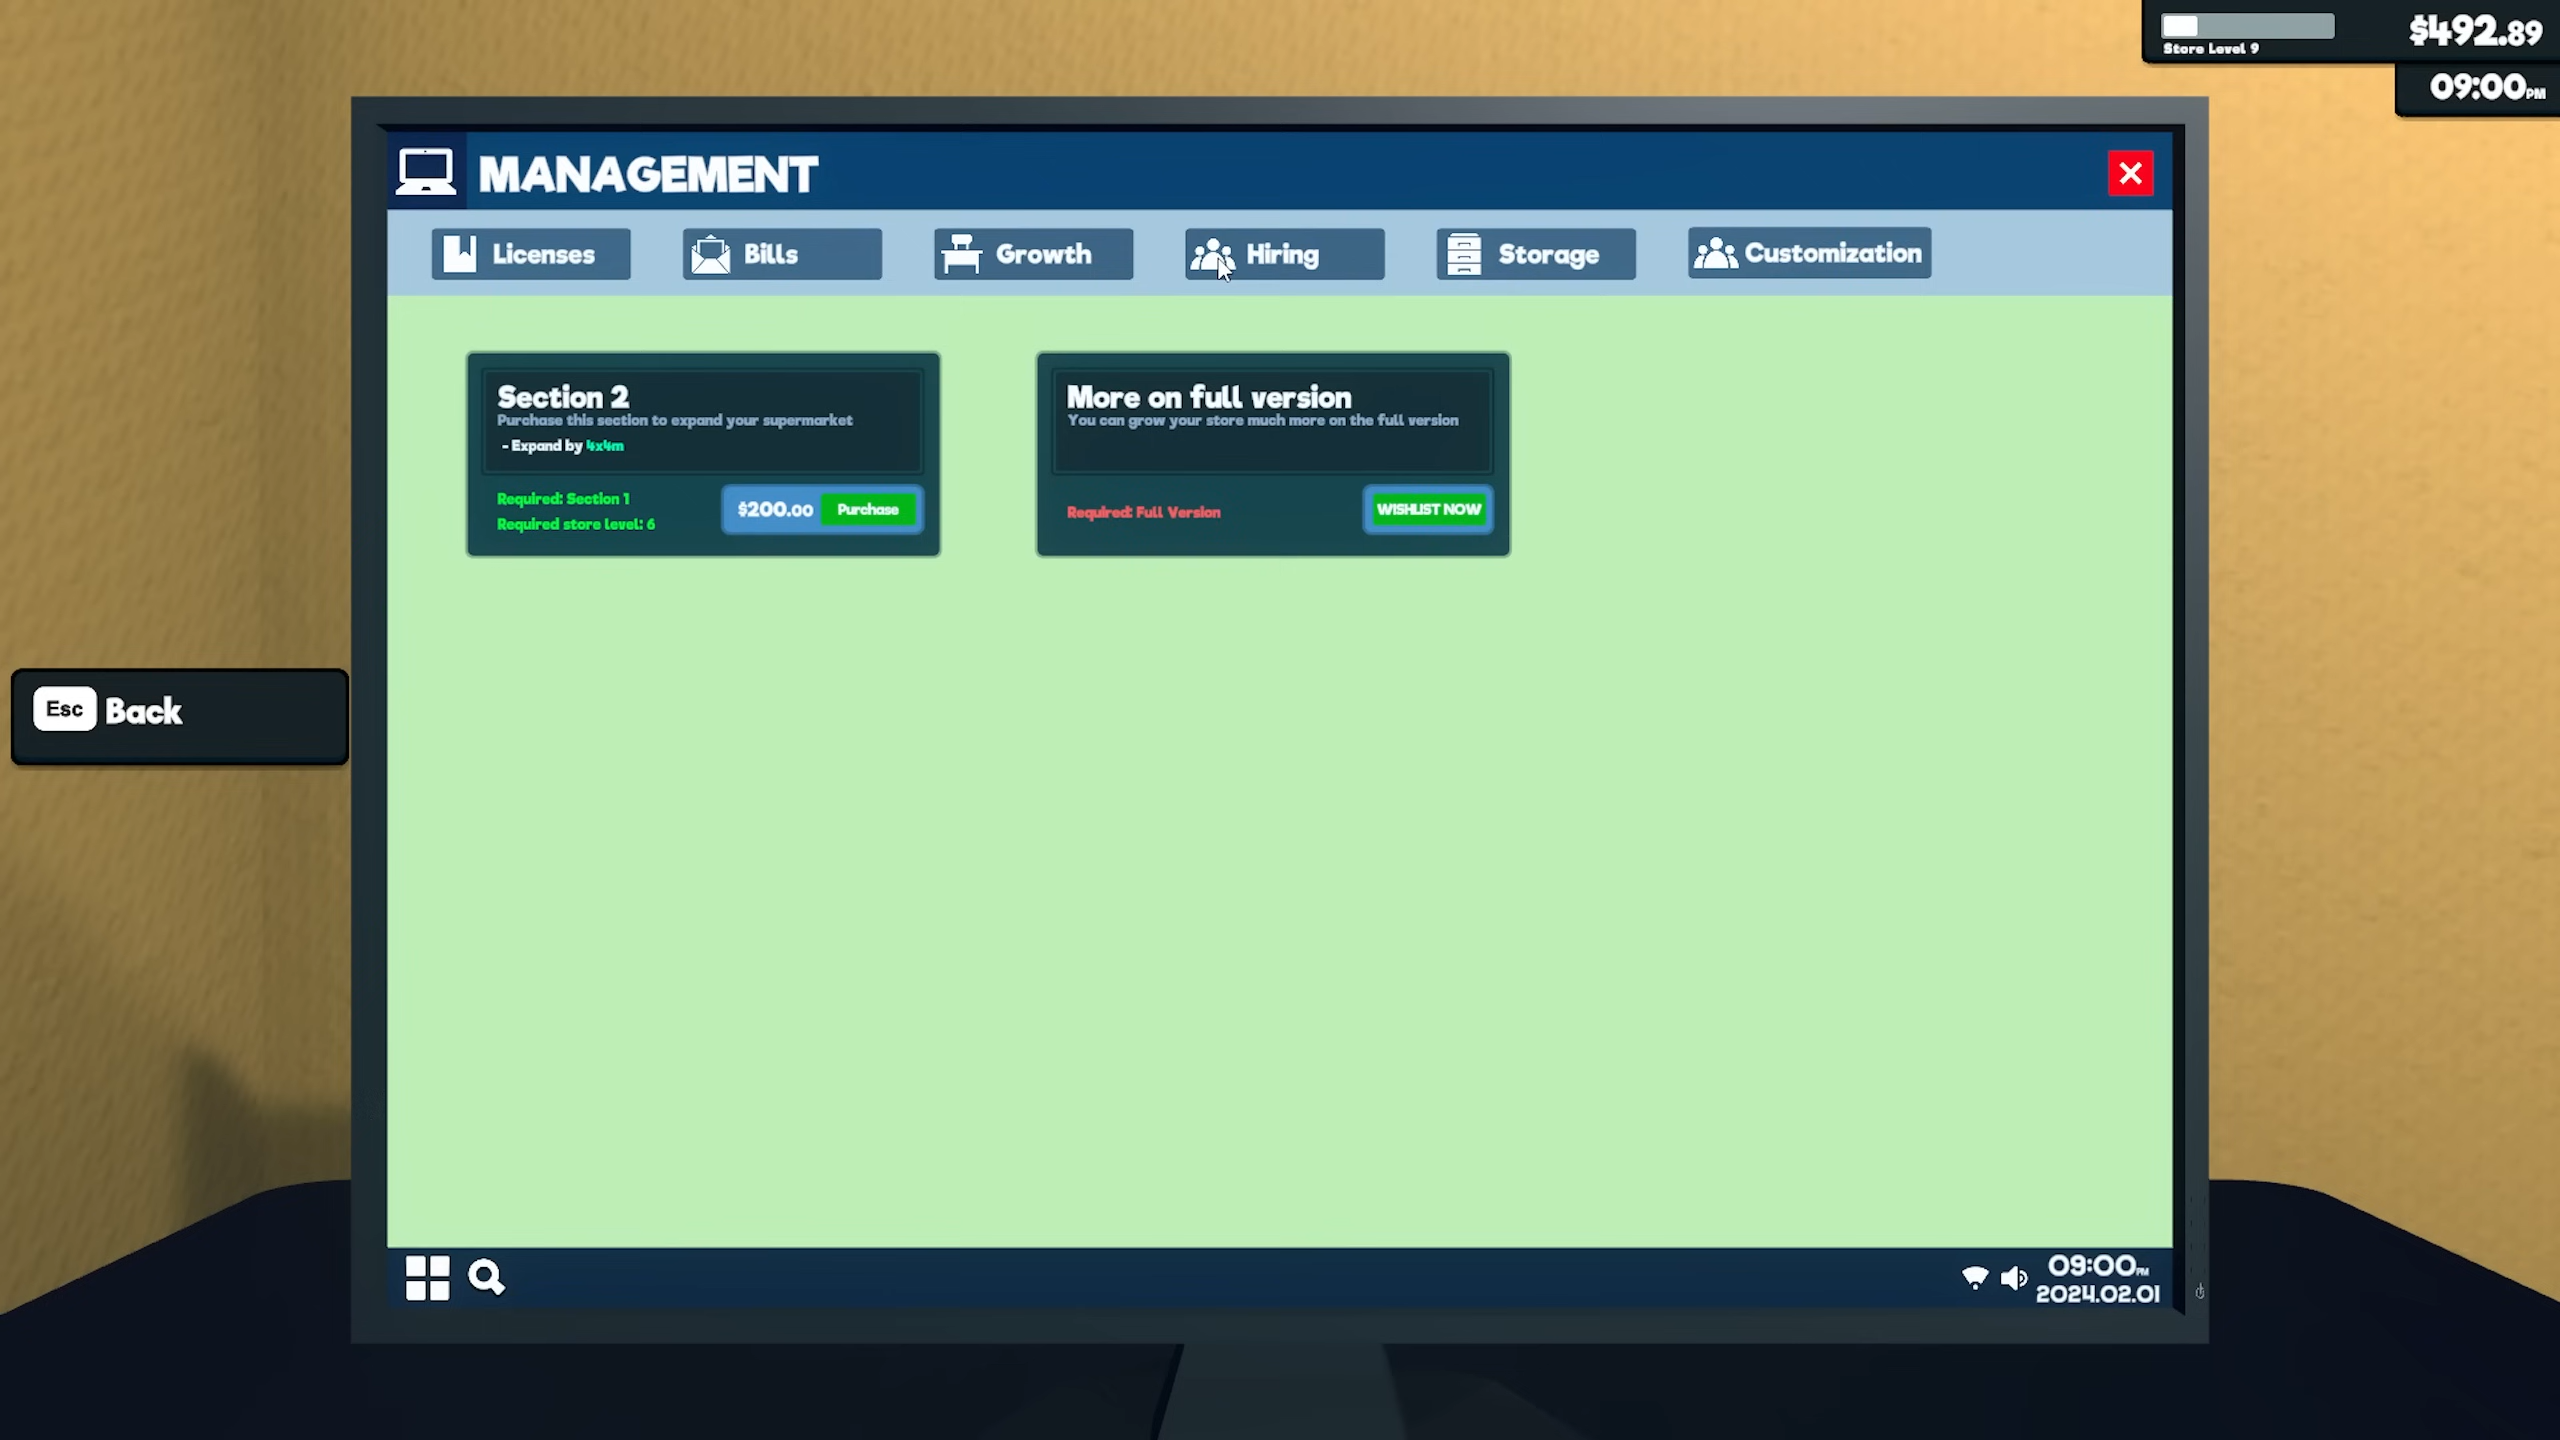 Store Level 9
$492.89
09:00PM
MANAGEMENT
Licenses
Bills
Growth
Hiring
Storage
Customization
Section 2
Purchase this section to expand your supermarket
- Expand by 4x4m
Required: Section 1
Required store level: 6
$200.00
Purchase
More on full version
You can grow your store much more on the full version
Required: Full Version
WISHLIST NOW
Esc Back
09:00PM
2024.02.01